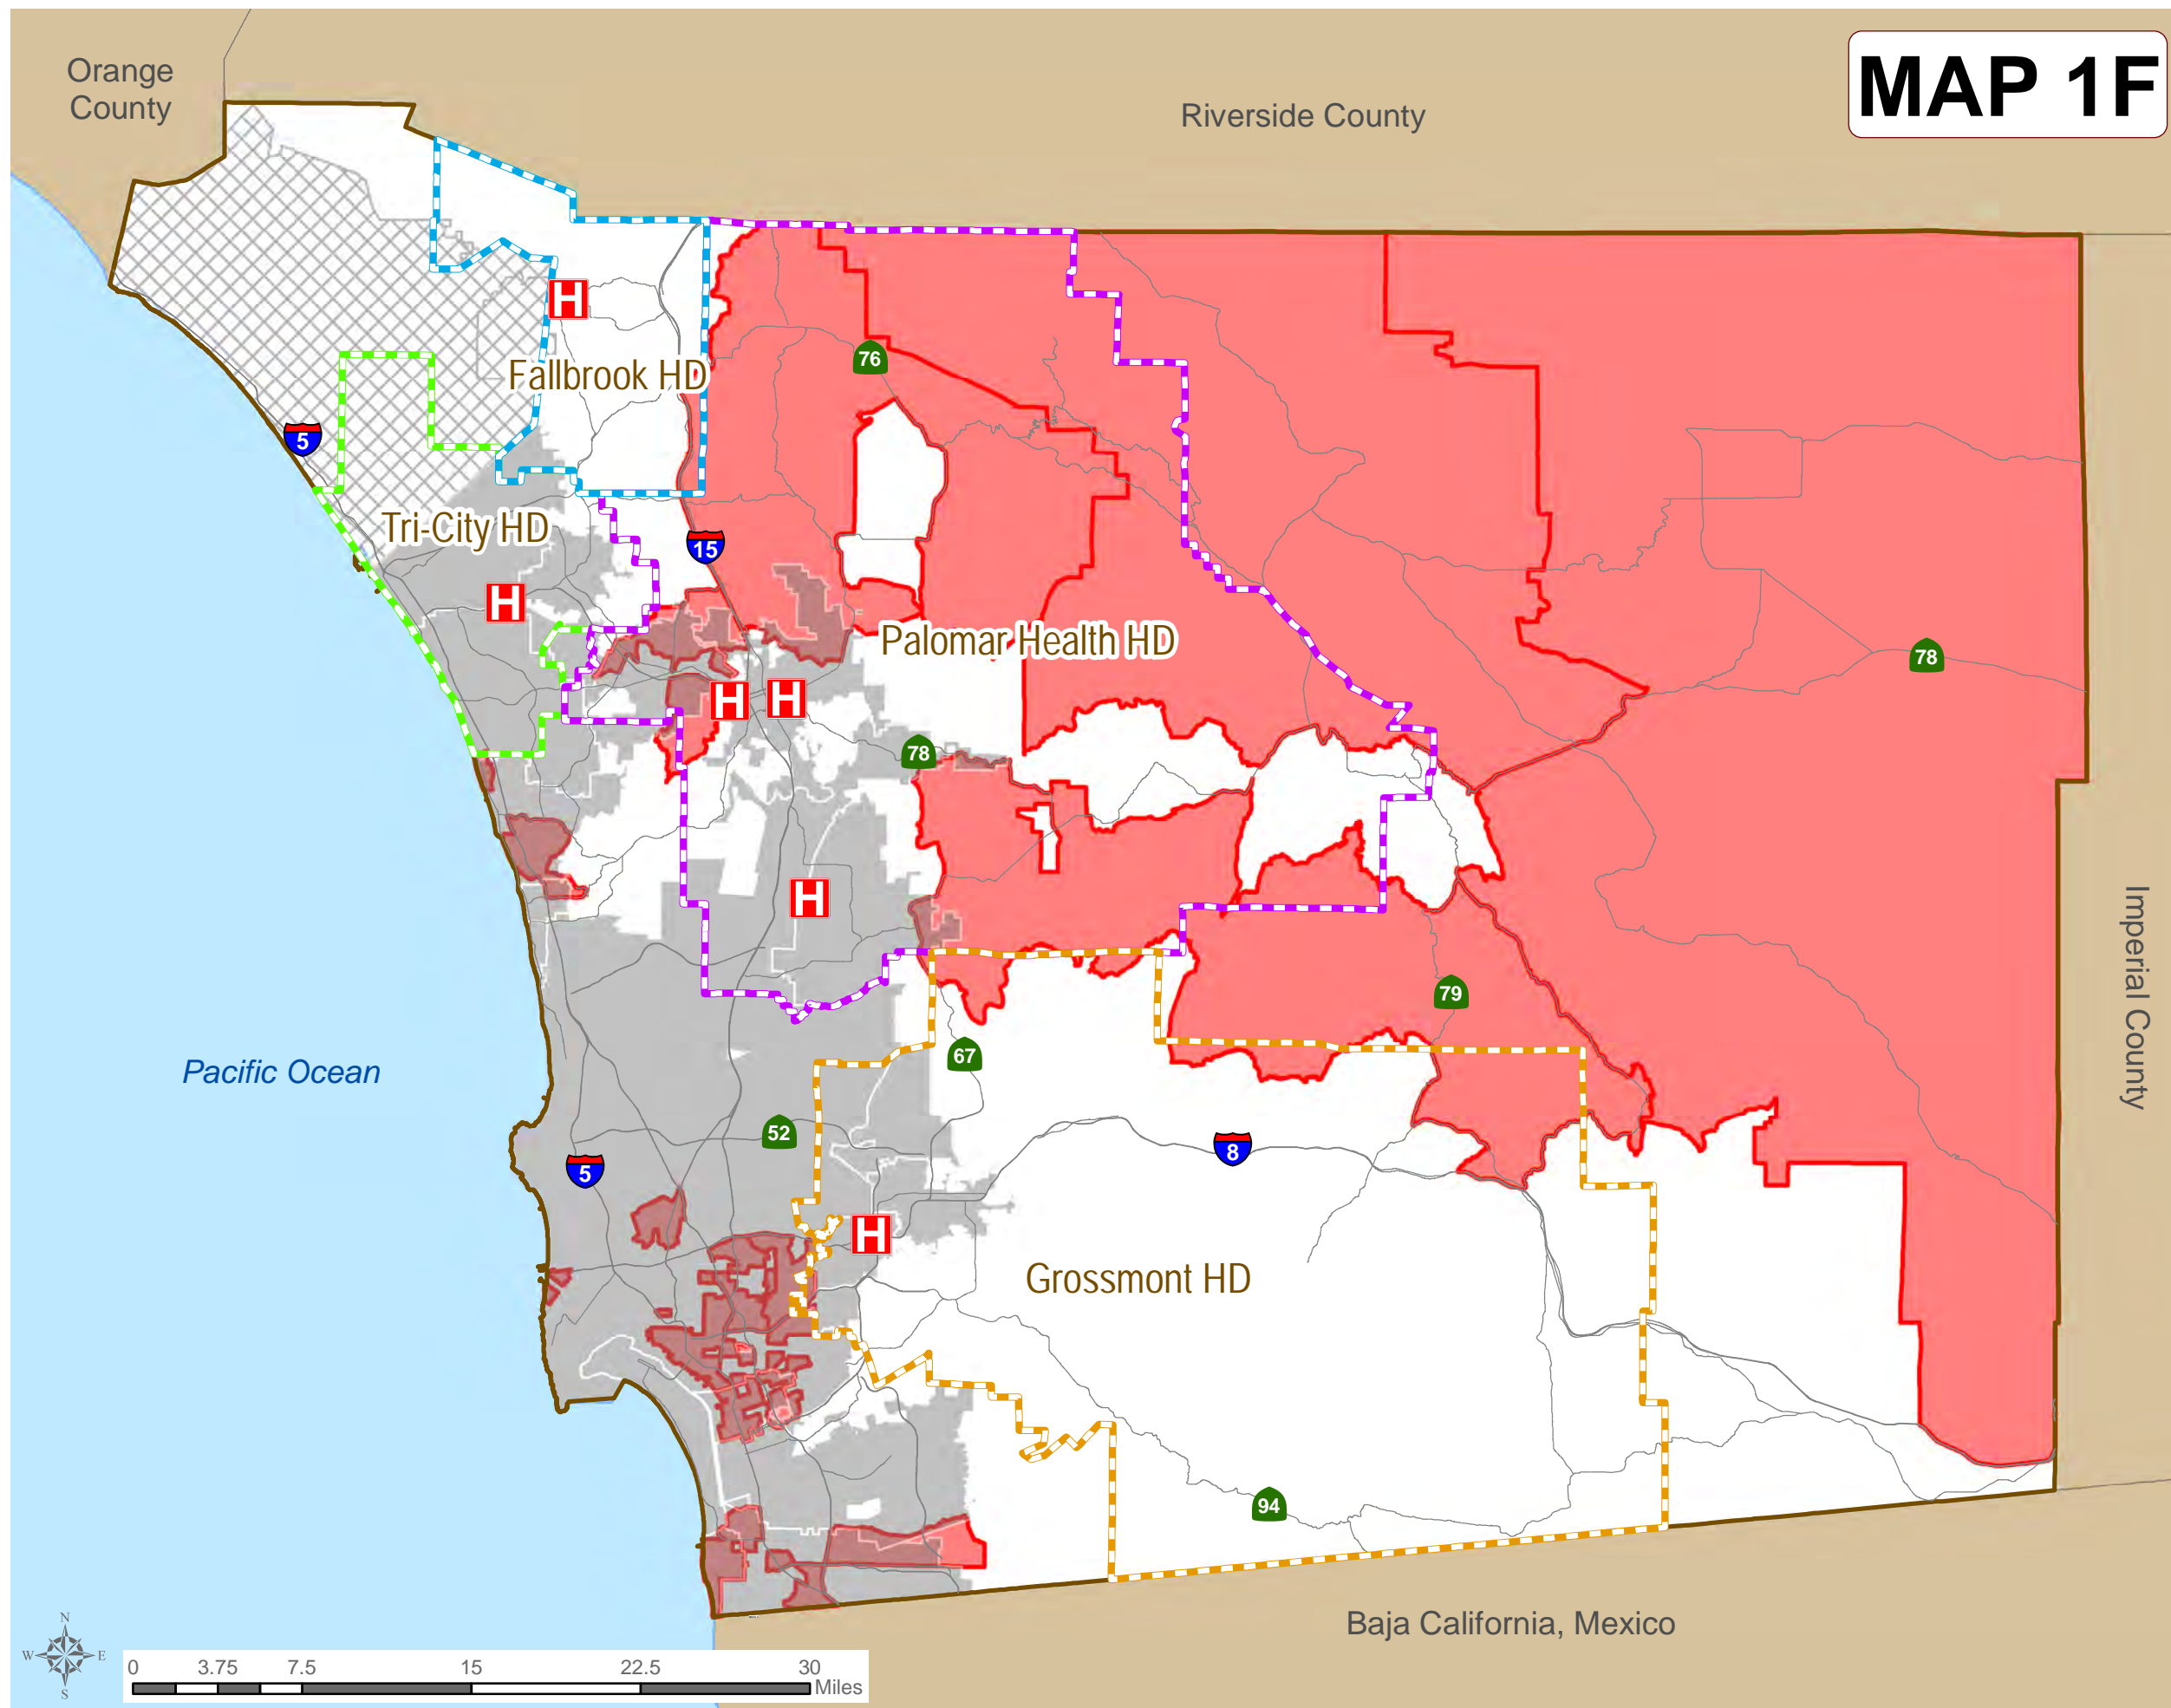 Orange
County
MAP 1F
Riverside County
H
76
Fallbrook HD
5
Tri-City HD
15
H
Palomar Health HD
78
H
H
78
H
Imperial County
79
67
Pacific Ocean
52
8
5
H
Grossmont HD
94
N
W E
S
Baja California, Mexico
0 3.75 7.5 15 22.5 30
Miles